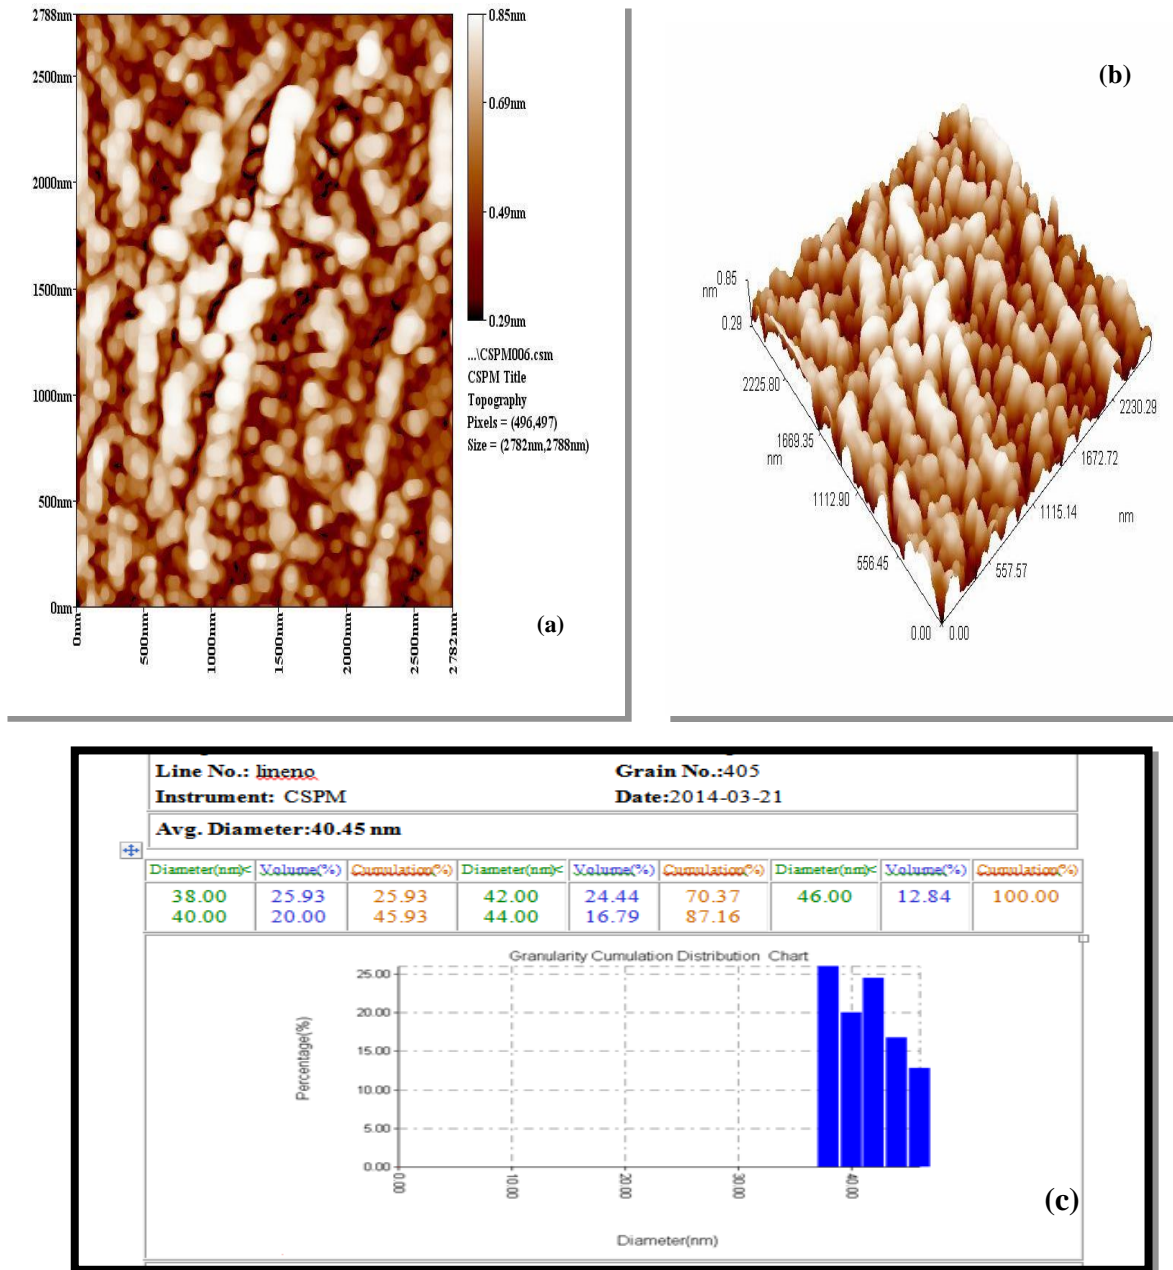 2788nm
2500nm
2000nm
1500nm
1000nm
500nm
0nm
0nm
500nm
1000nm
1500nm
2000nm
2500nm
2782nm
0.85nm
0.69nm
0.49nm
0.29nm
...\CSPM006.csm
CSPM Title
Topography
Pixels = (496,497)
Size = (2782nm,2788nm)
(a)
(b)
0.85
nm
0.29
2225.80
1669.35
nm
1112.90
556.45
0.00
0.00
557.57
1115.14
nm
1672.72
2230.29
Line No.: lineno Grain No.:405
Instrument: CSPM Date:2014-03-21
Avg. Diameter:40.45 nm
Diameter(nm)< Volume(%) Cumulation(%) Diameter(nm)< Volume(%) Cumulation(%) Diameter(nm)< Volume(%) Cumulation(%)
38.00 25.93 25.93 42.00 24.44 70.37 46.00 12.84 100.00
40.00 20.00 45.93 44.00 16.79 87.16
Granularity Cumulation Distribution Chart
Percentage(%)
25.00
20.00
15.00
10.00
5.00
0.00
0.00
10.00
20.00
30.00
40.00
Diameter(nm)
(c)